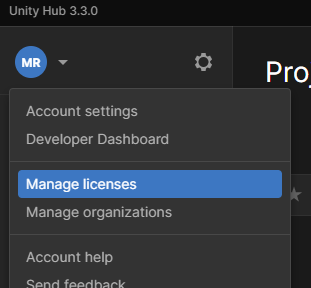 Unity Hub 3.3.0
MR
Account settings
Developer Dashboard
Manage licenses
Manage organizations
Account help
Send feedback